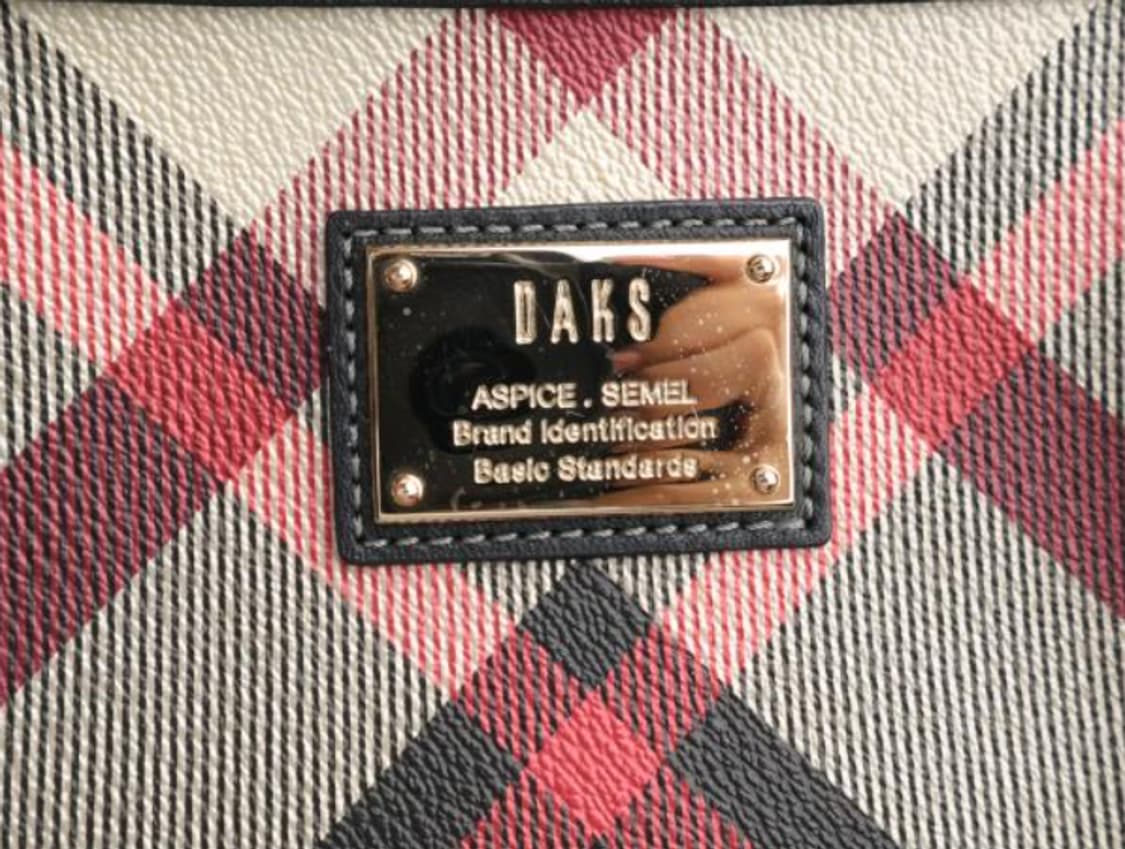 DAKS
ASPICE . SEMEL
Brand Identification
Basic Standards